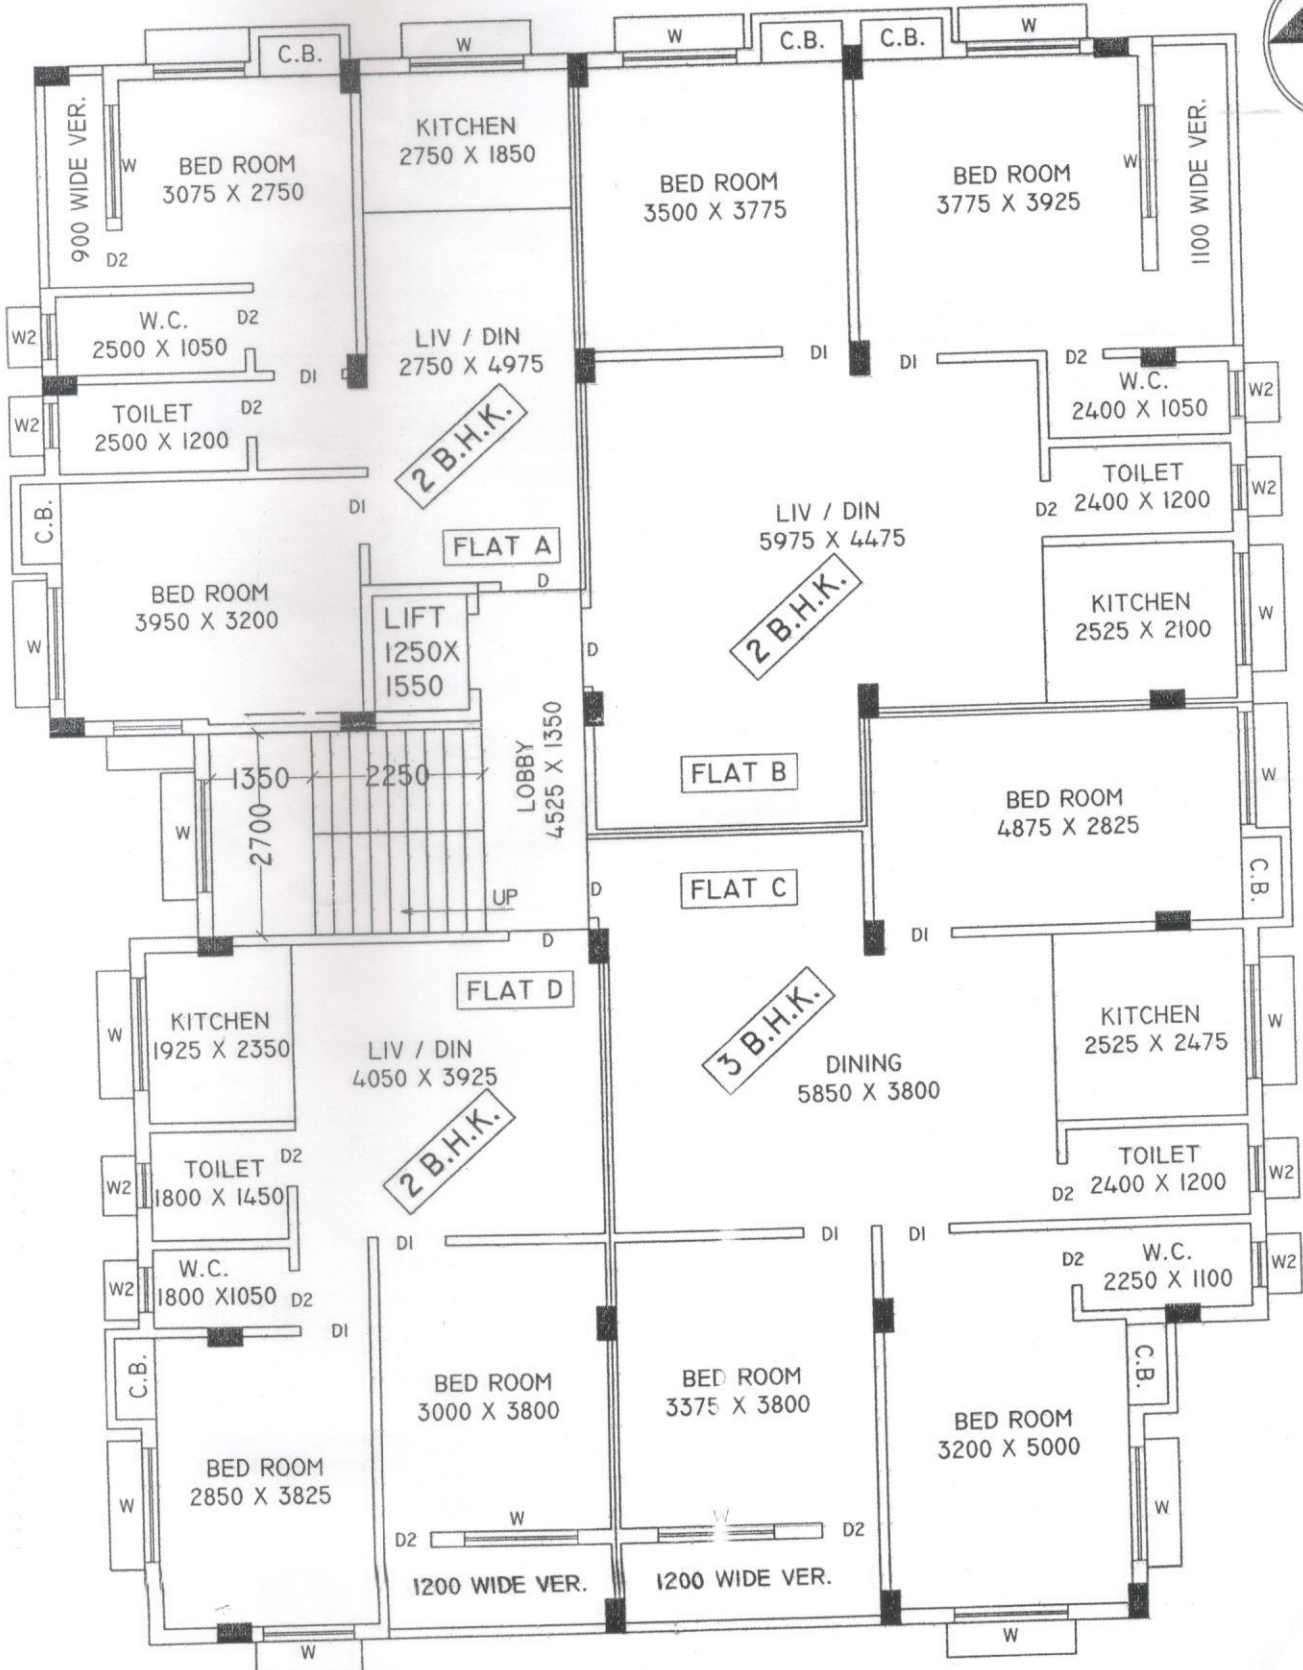 W
C.B.
W
W
C.B.
C.B.
W
900 WIDE VER.
W
D2
BED ROOM
3075 X 2750
KITCHEN
2750 X 1850
BED ROOM
3500 X 3775
BED ROOM
3775 X 3925
W
1100 WIDE VER.
W2
W.C.
2500 X 1050
D2
D1
LIV / DIN
2750 X 4975
2 B.H.K.
FLAT A
D
W2
TOILET
2500 X 1200
D2
D1
C.B.
BED ROOM
3950 X 3200
W
LIFT
1250X
1550
D1
D1
D2
W.C.
2400 X 1050
W2
TOILET
2400 X 1200
D2
W2
LIV / DIN
5975 X 4475
2 B.H.K.
KITCHEN
2525 X 2100
W
D
FLAT B
LOBBY
4525 X 1350
1350
2250
2700
W
UP
BED ROOM
4875 X 2825
W
C.B.
FLAT C
D
D1
D
FLAT D
KITCHEN
1925 X 2350
W
LIV / DIN
4050 X 3925
2 B.H.K.
3 B.H.K.
DINING
5850 X 3800
KITCHEN
2525 X 2475
W
TOILET
1800 X 1450
D2
W2
TOILET
2400 X 1200
D2
W2
W.C.
1800 X1050
D2
W2
D1
D1
D1
D1
D2
W.C.
2250 X 1100
W2
C.B.
C.B.
BED ROOM
2850 X 3825
W
BED ROOM
3000 X 3800
BED ROOM
3375 X 3800
BED ROOM
3200 X 5000
W
D2
W
W
D2
1200 WIDE VER.
1200 WIDE VER.
W
W